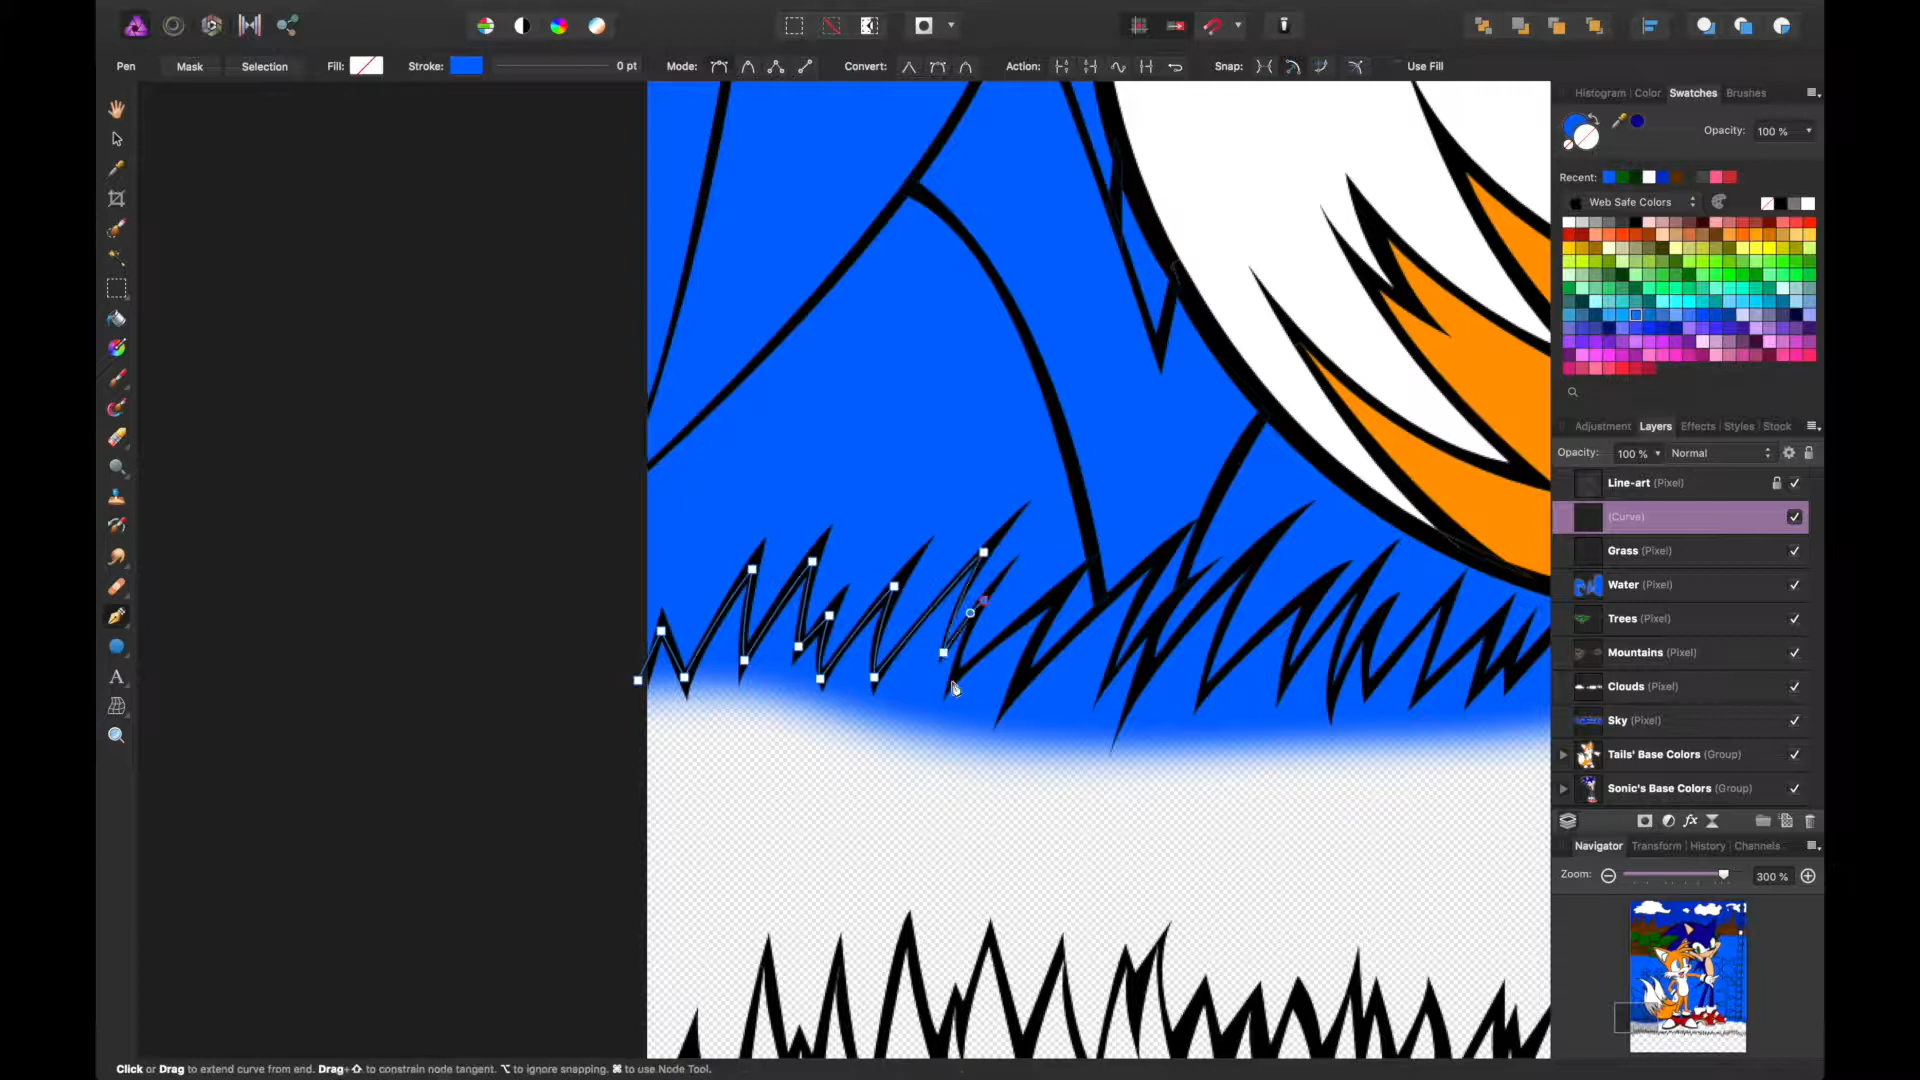 Pen Mask Selection Fill: Stroke: 0 pt Mode: Convert: Action: Snap: Use Fill
Histogram Color Swatches Brushes
Opacity: 100 %
Recent:
Web Safe Colors
Adjustment Layers Effects Styles Stock
Opacity: 100 % Normal
Line-art (Pixel)
(Curve)
Grass (Pixel)
Water (Pixel)
Trees (Pixel)
Mountains (Pixel)
Clouds (Pixel)
Sky (Pixel)
Tails' Base Colors (Group)
Sonic's Base Colors (Group)
fx
Navigator Transform History Channels
Zoom: 300 %
A
Click or Drag to extend curve from end. Drag+⇧ to constrain node tangent. ⌥ to ignore snapping. ⌘ to use Node Tool.